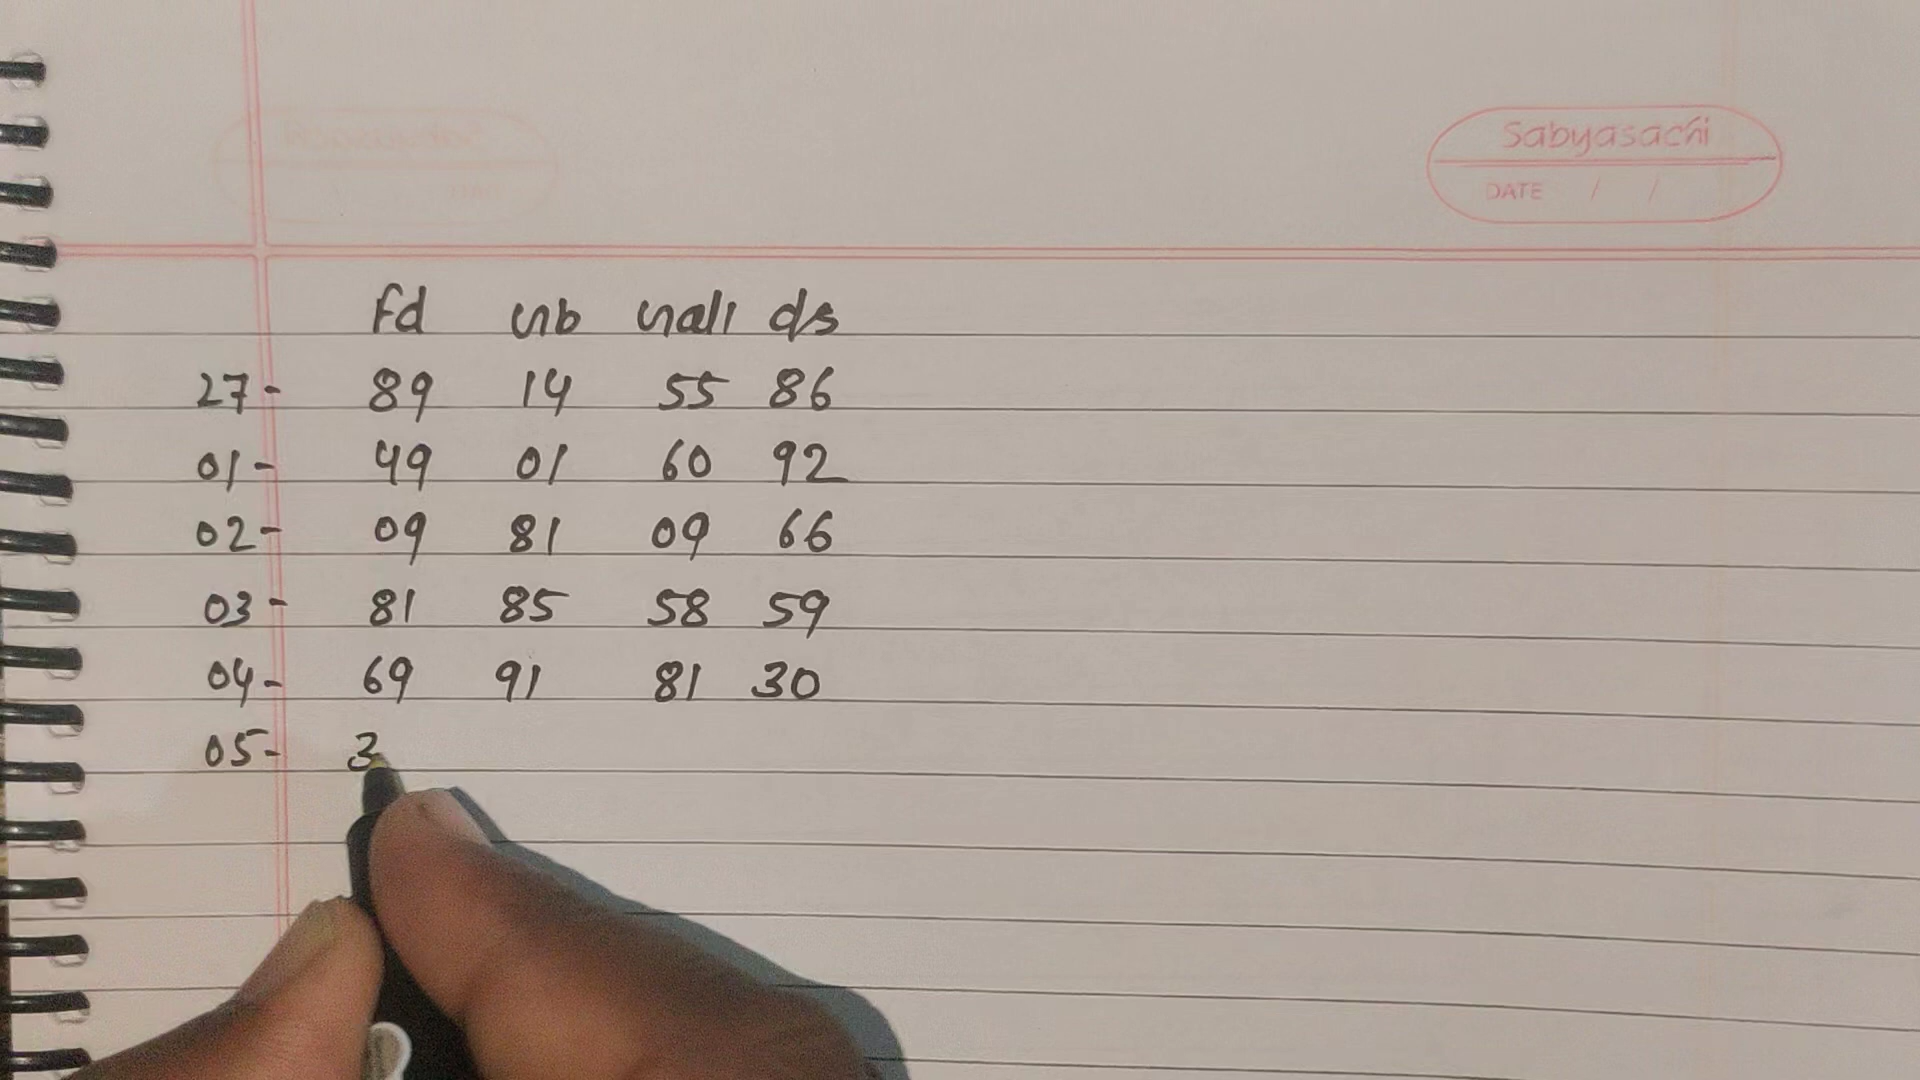 Sabyasachi
DATE / /
Fd Gb Gali ds
27- 89 14 55 86
01- 49 01 60 92
02- 09 81 09 66
03- 81 85 58 59
04- 69 91 81 30
05- 3